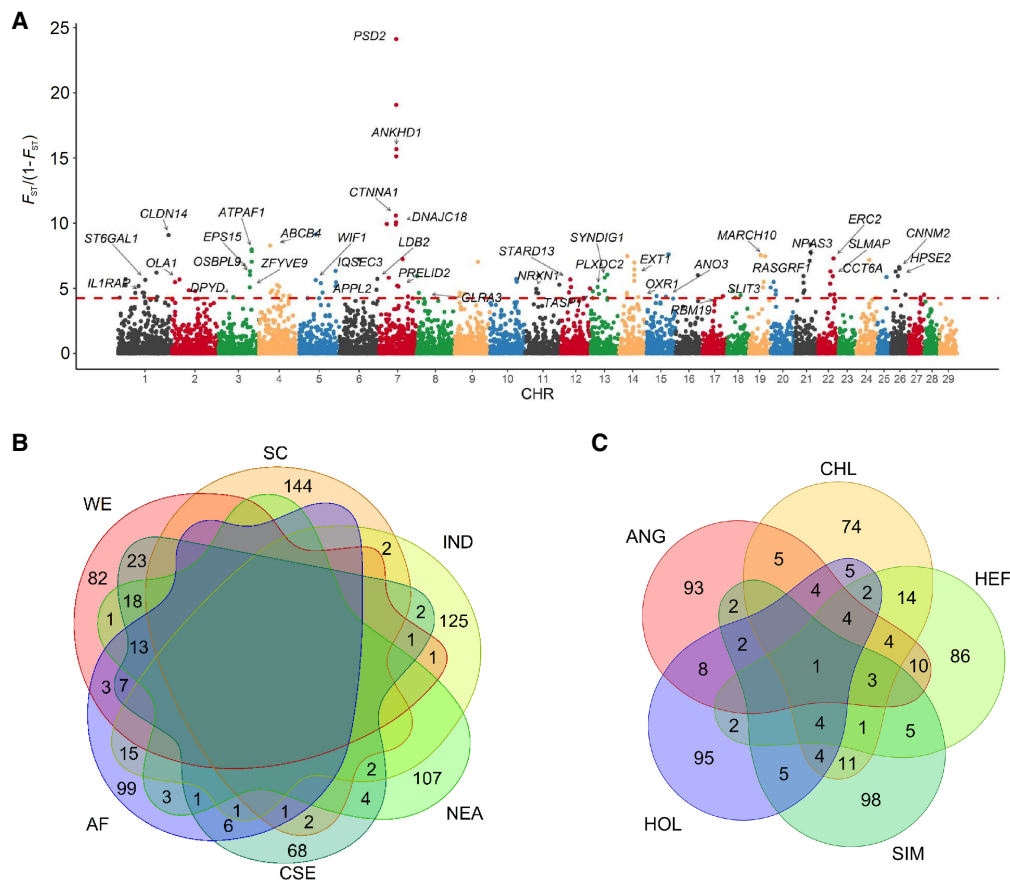 A
F_ST/(1-F_ST)
25
20
15
10
5
0
PSD2
ANKHD1
CTNNA1
DNAJC18
CLDN14
ATPAF1
ST6GAL1
EPS15
ABCB4
WIF1
LDB2
OLA1
OSBPL9
ZFYVE9
IQSEC3
PRELID2
IL1RAP
DPYD
APPL2
GLRA3
STARD13
SYNDIG1
PLXDC2
NRXN1
TASP1
EXT1
OXR1
ANO3
RBM19
SLIT3
MARCH10
RASGRF1
NPAS3
ERC2
SLMAP
CCT6A
CNNM2
HPSE2
1 2 3 4 5 6 7 8 9 10 11 12 13 14 15 16 17 18 19 20 21 22 23 24 25 26 27 28 29
CHR
B
SC
WE
IND
AF
CSE
NEA
144
2
23
82
18
1
13
3
7
15
99
3
1
6
1
1
2
68
4
2
107
1
1
2
125
C
CHL
ANG
HEF
HOL
SIM
74
5
5
93
4
2
14
2
4
2
4
10
86
8
1
3
2
4
1
5
95
4
11
5
98